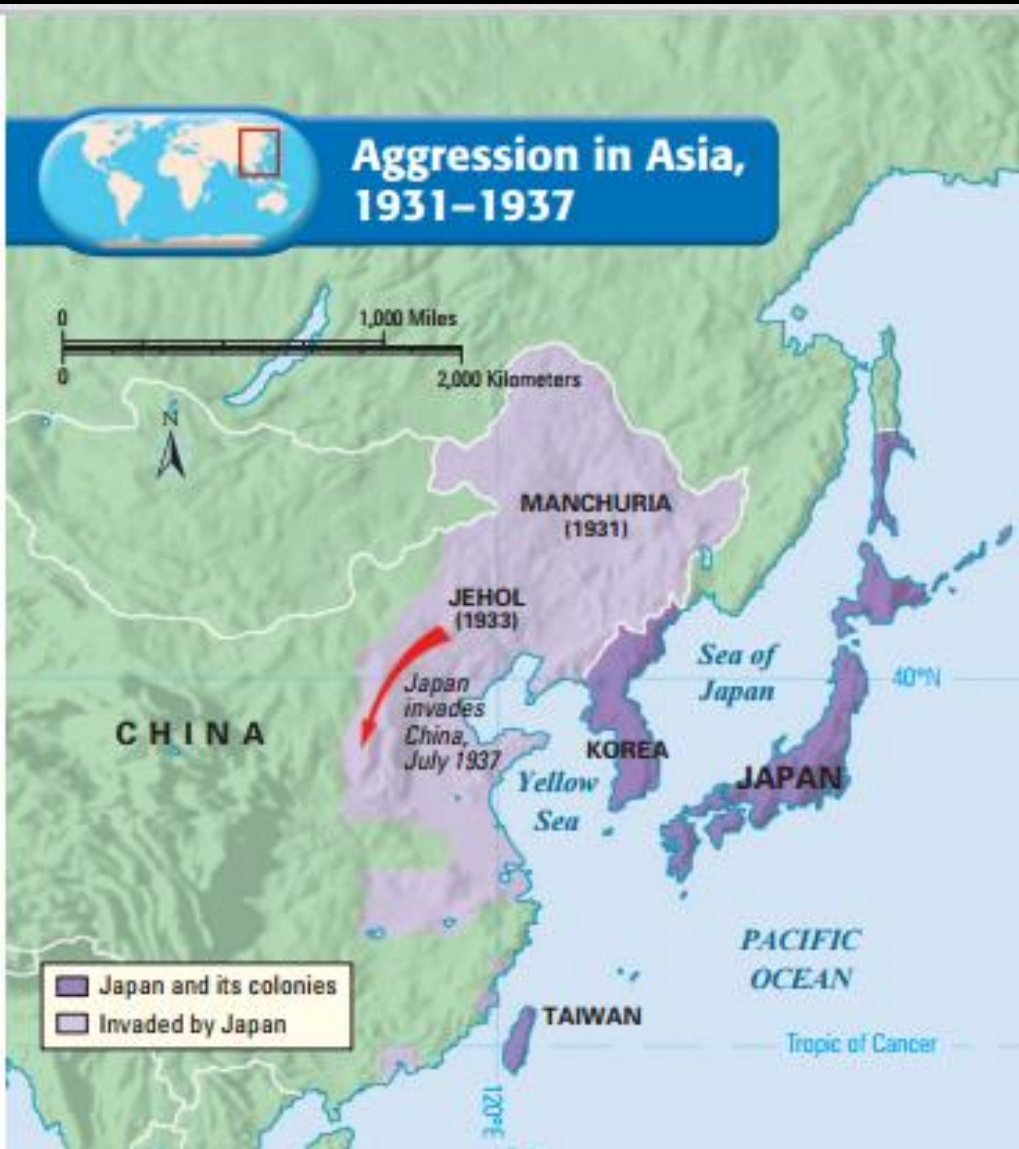 Aggression in Asia,
1931–1937
0
1,000 Miles
0
2,000 Kilometers
N
MANCHURIA
(1931)
JEHOL
(1933)
Japan
invades
China,
July 1937
CHINA
Sea of
Japan
40°N
KOREA
JAPAN
Yellow
Sea
PACIFIC
OCEAN
Japan and its colonies
Invaded by Japan
TAIWAN
Tropic of Cancer
120°E